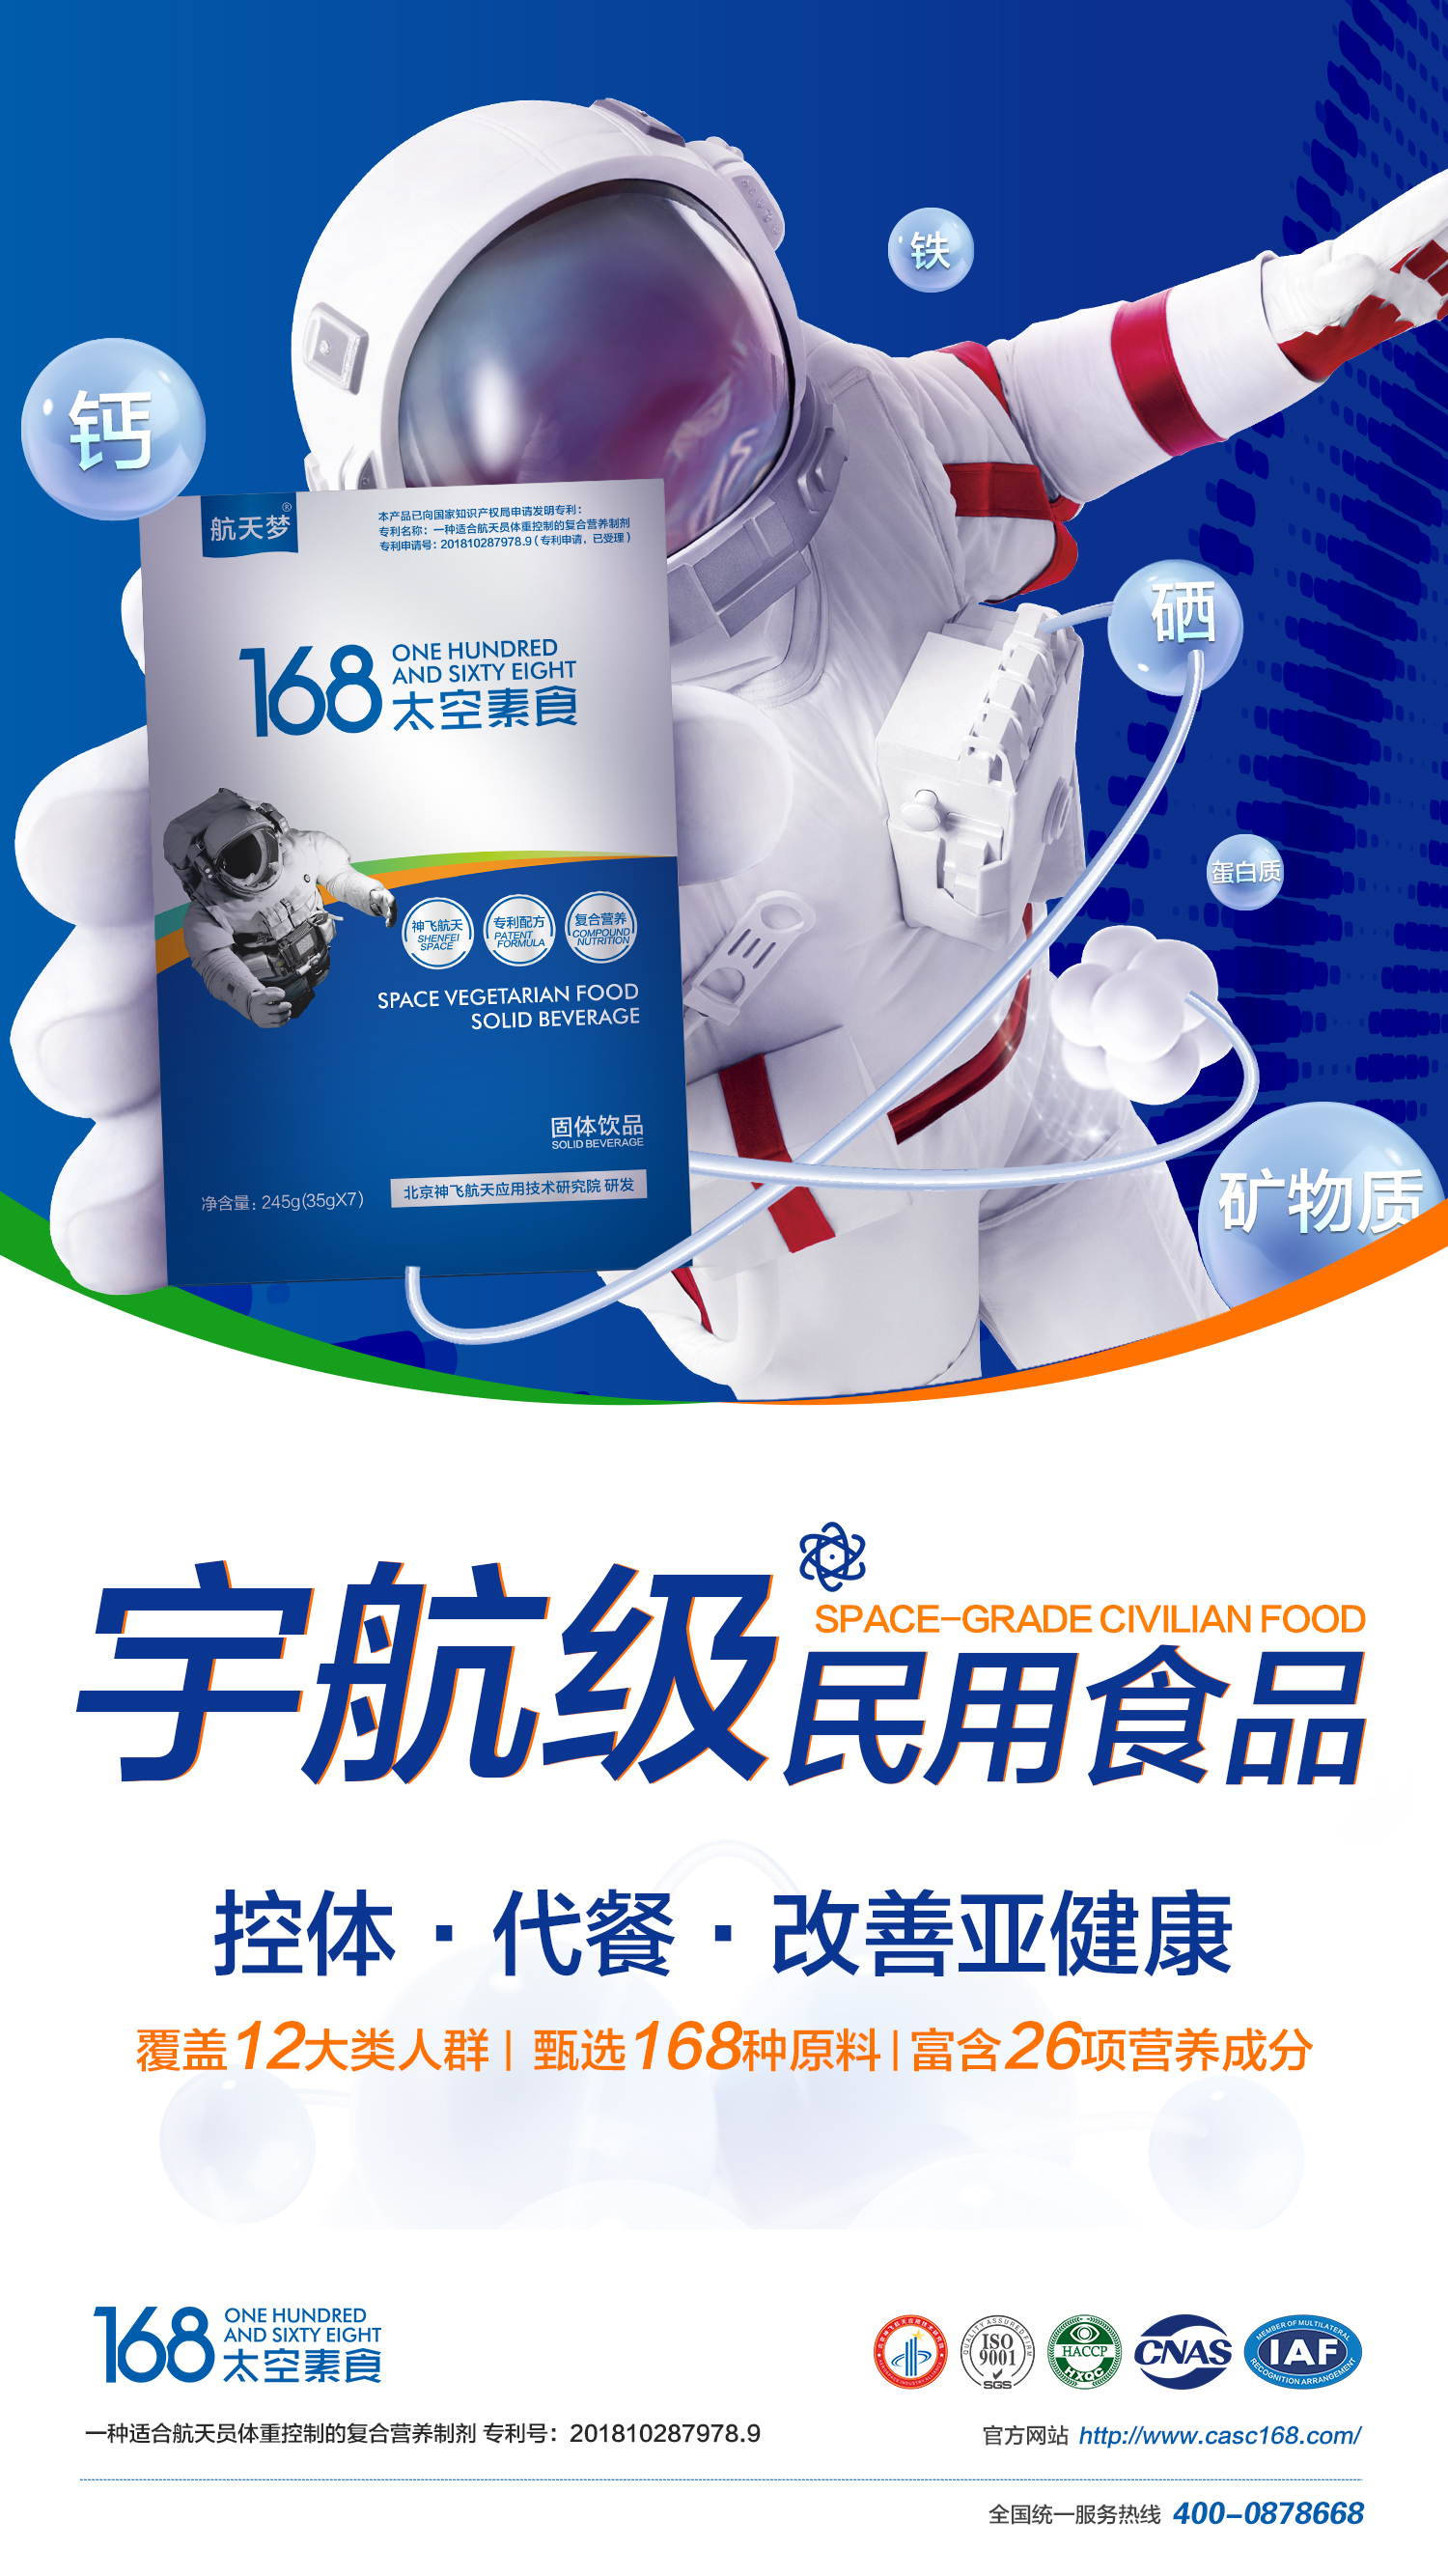 铁
钙
航天梦®
本产品已向国家知识产权局申请发明专利：
专利名称：一种适合航天员体重控制的复合营养制剂
专利申请号：201810287978.9（专利申请，已受理）
硒
168
ONE HUNDRED
AND SIXTY EIGHT
太空素食
蛋白质
神飞航天
SHENFEI
SPACE
专利配方
PATENT
FORMULA
复合营养
COMPOUND
NUTRITION
SPACE VEGETARIAN FOOD
SOLID BEVERAGE
固体饮品
SOLID BEVERAGE
净含量：245g(35gX7)
北京神飞航天应用技术研究院 研发
矿物质
宇航级
SPACE-GRADE CIVILIAN FOOD
民用食品
控体·代餐·改善亚健康
覆盖12大类人群 | 甄选168种原料 | 富含26项营养成分
168
ONE HUNDRED
AND SIXTY EIGHT
太空素食
QUALITY ASSURED FIRM
ISO
9001
SGS
HACCP
HXQC
CNAS
MEMBER OF MULTILATERAL
IAF
RECOGNITION ARRANGEMENT
一种适合航天员体重控制的复合营养制剂 专利号：201810287978.9
官方网站 http://www.casc168.com/
全国统一服务热线 400-0878668